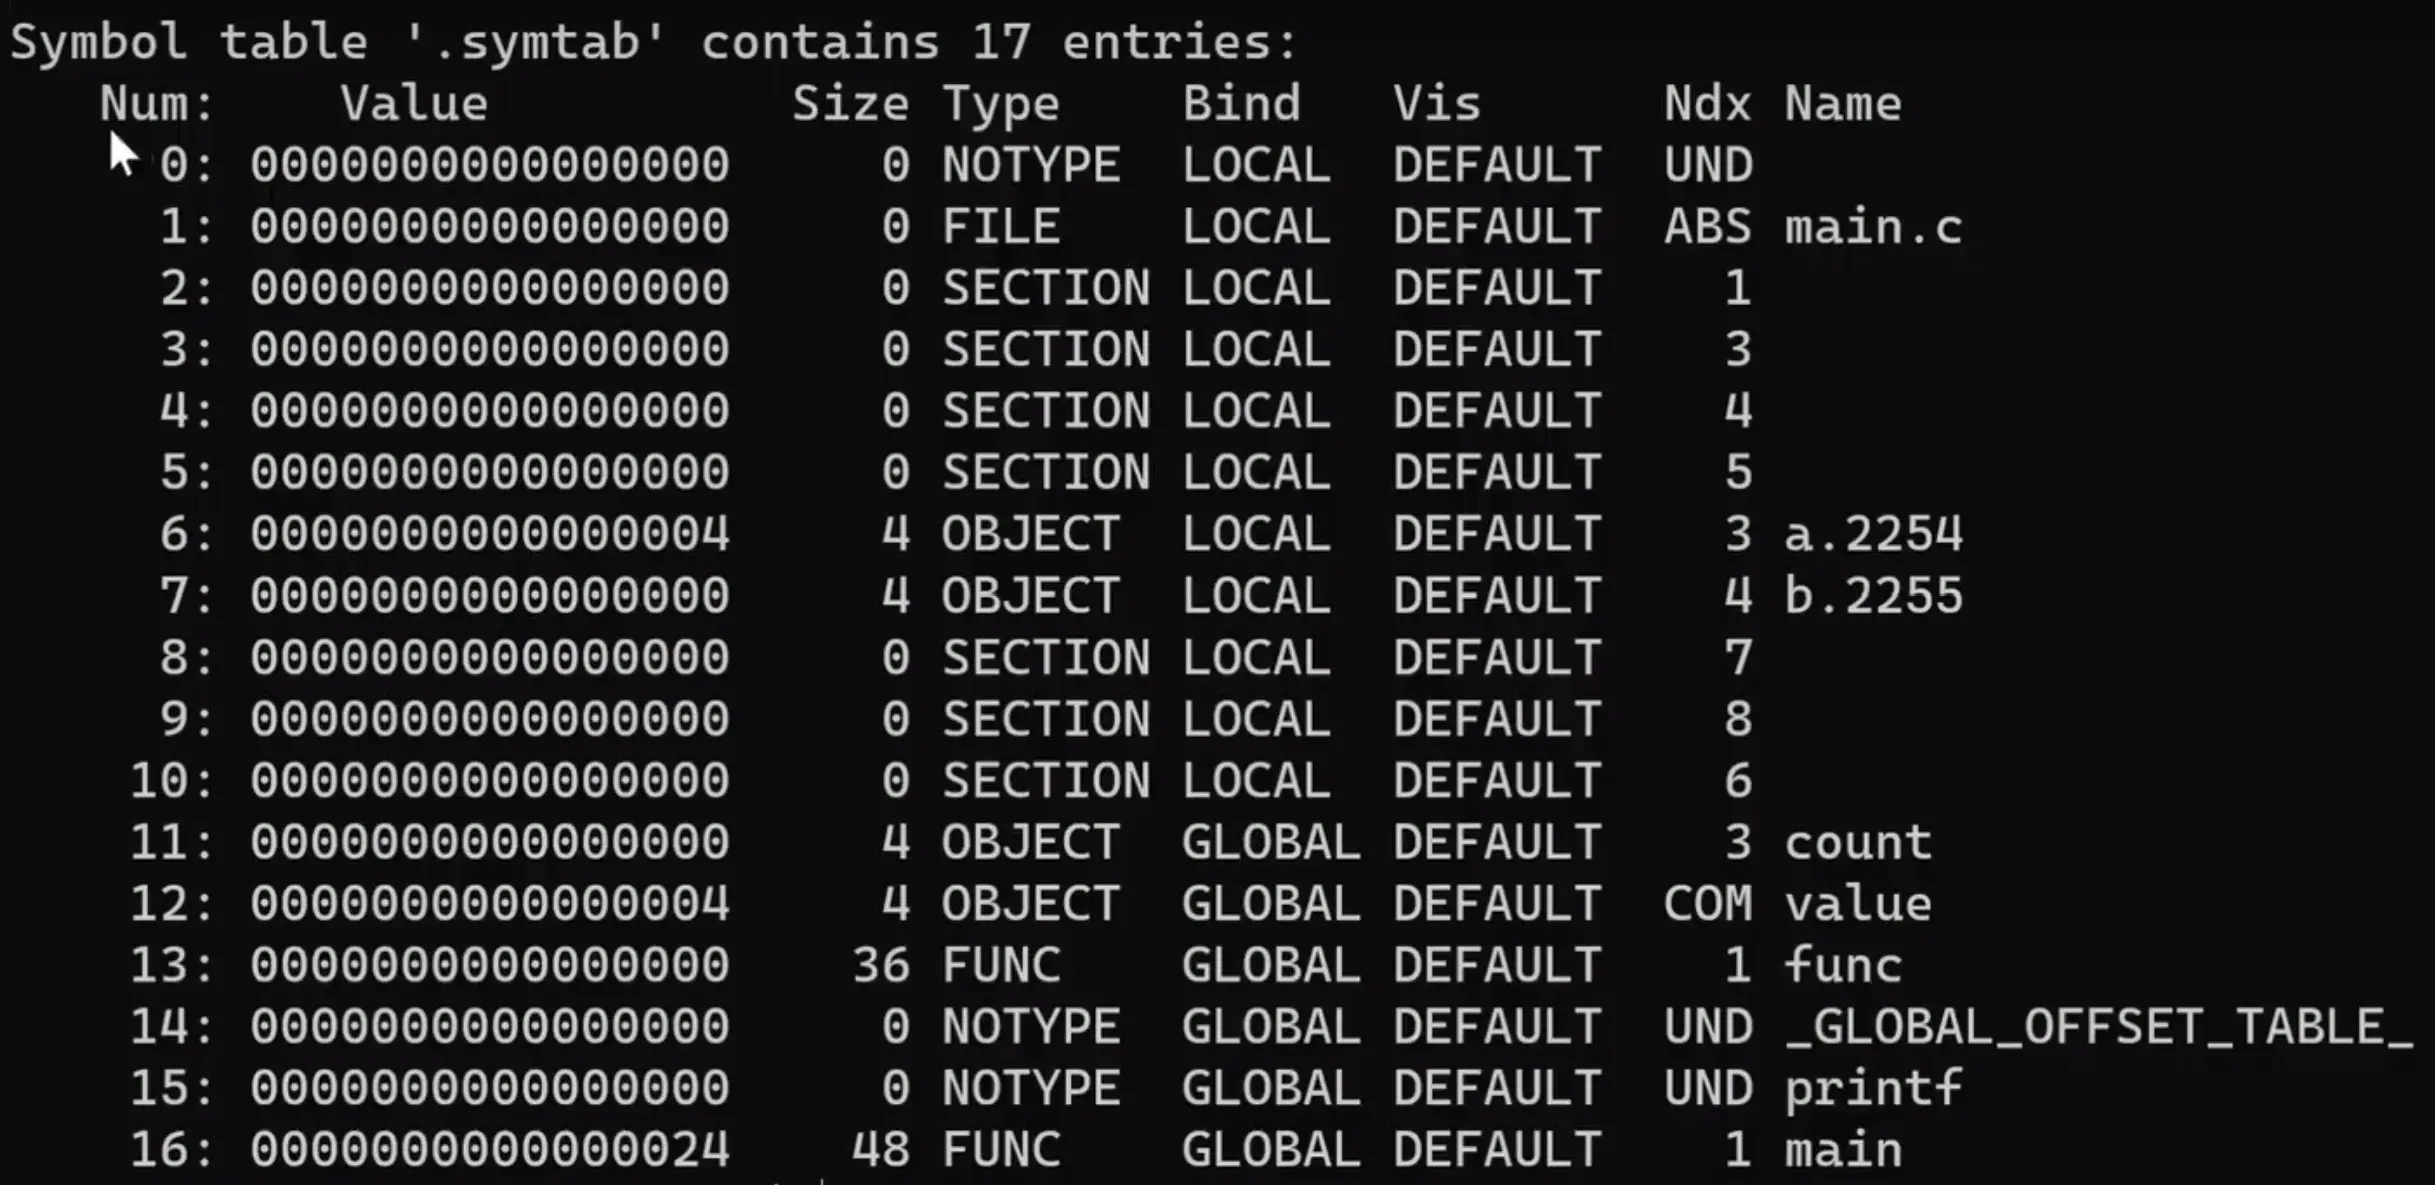 Symbol table '.symtab' contains 17 entries:
Num: Value Size Type Bind Vis Ndx Name
0: 0000000000000000 0 NOTYPE LOCAL DEFAULT UND
1: 0000000000000000 0 FILE LOCAL DEFAULT ABS main.c
2: 0000000000000000 0 SECTION LOCAL DEFAULT 1
3: 0000000000000000 0 SECTION LOCAL DEFAULT 3
4: 0000000000000000 0 SECTION LOCAL DEFAULT 4
5: 0000000000000000 0 SECTION LOCAL DEFAULT 5
6: 0000000000000004 4 OBJECT LOCAL DEFAULT 3 a.2254
7: 0000000000000000 4 OBJECT LOCAL DEFAULT 4 b.2255
8: 0000000000000000 0 SECTION LOCAL DEFAULT 7
9: 0000000000000000 0 SECTION LOCAL DEFAULT 8
10: 0000000000000000 0 SECTION LOCAL DEFAULT 6
11: 0000000000000000 4 OBJECT GLOBAL DEFAULT 3 count
12: 0000000000000004 4 OBJECT GLOBAL DEFAULT COM value
13: 0000000000000000 36 FUNC GLOBAL DEFAULT 1 func
14: 0000000000000000 0 NOTYPE GLOBAL DEFAULT UND _GLOBAL_OFFSET_TABLE_
15: 0000000000000000 0 NOTYPE GLOBAL DEFAULT UND printf
16: 0000000000000024 48 FUNC GLOBAL DEFAULT 1 main